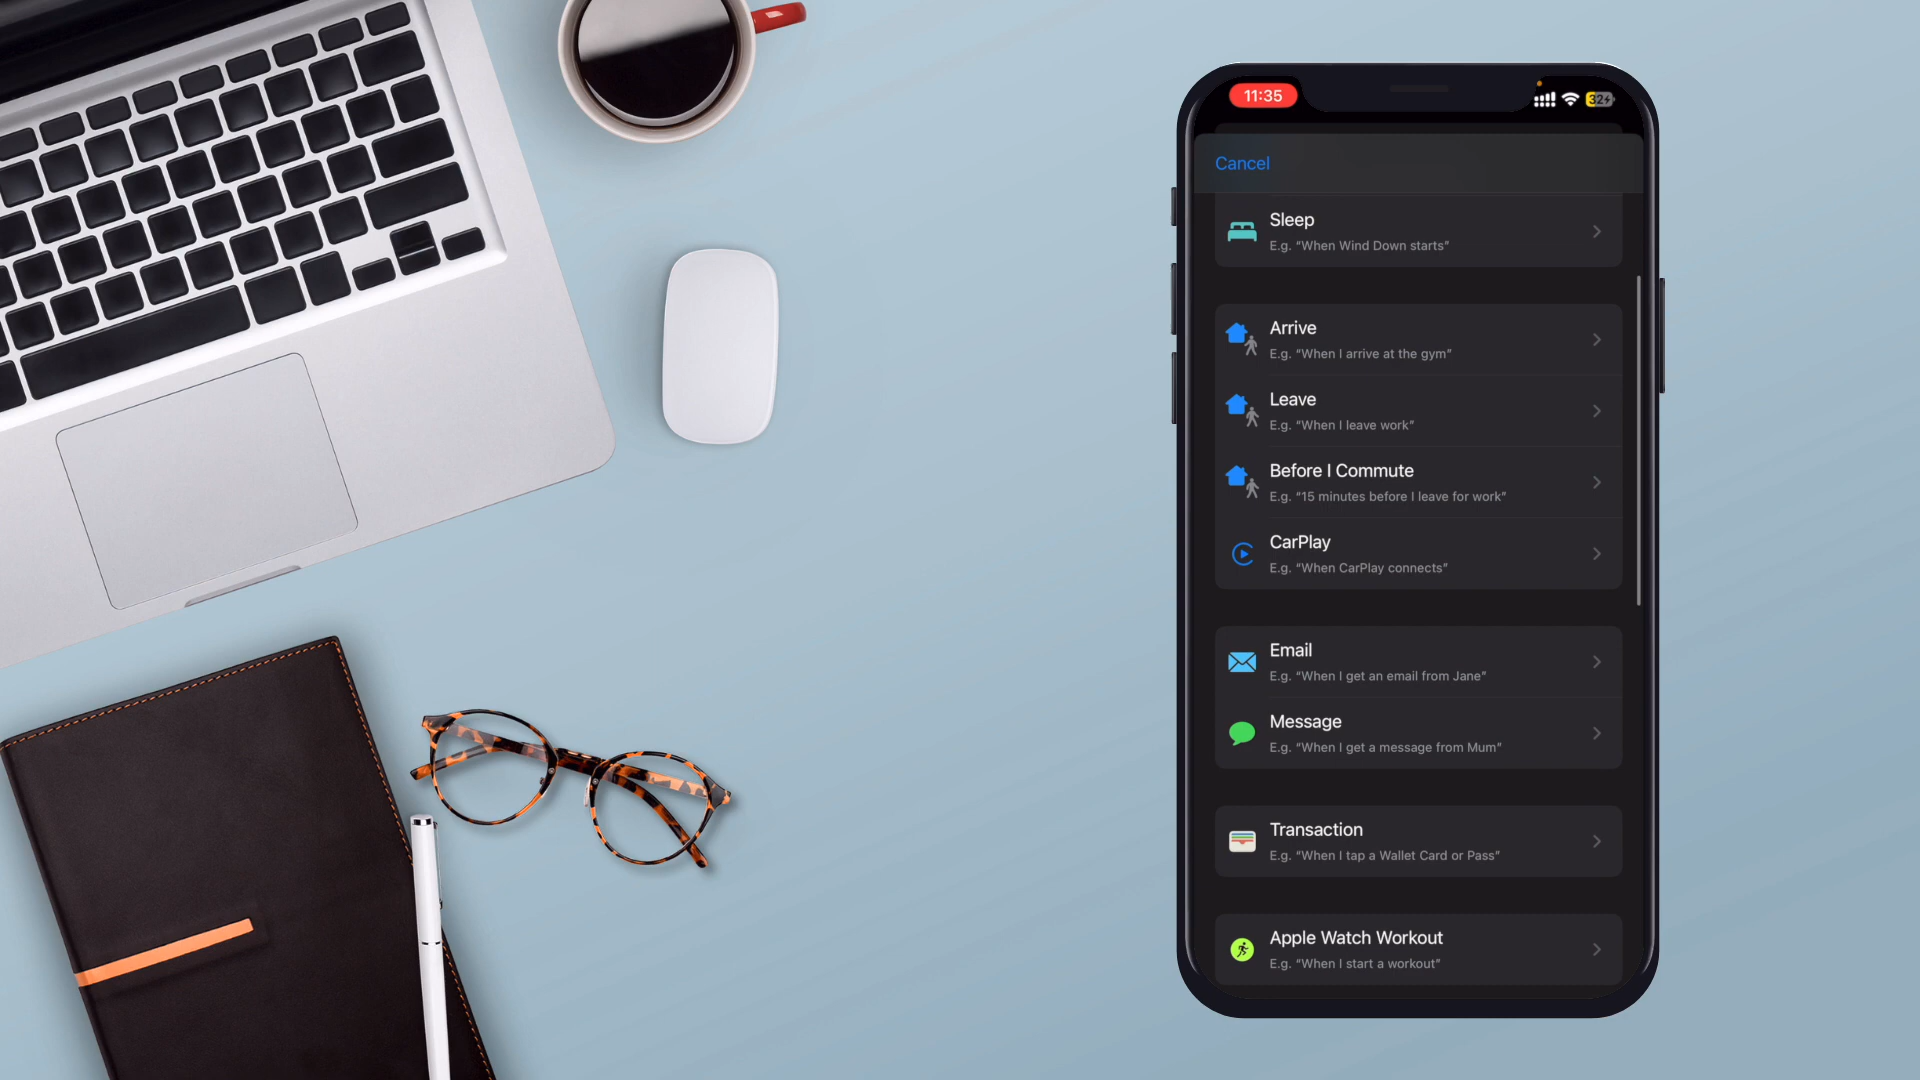 11:35
32
Cancel
Sleep
E.g. “When Wind Down starts”
Arrive
E.g. “When I arrive at the gym”
Leave
E.g. “When I leave work”
Before I Commute
E.g. “15 minutes before I leave for work”
CarPlay
E.g. “When CarPlay connects”
Email
E.g. “When I get an email from Jane”
Message
E.g. “When I get a message from Mum”
Transaction
E.g. “When I tap a Wallet Card or Pass”
Apple Watch Workout
E.g. “When I start a workout”